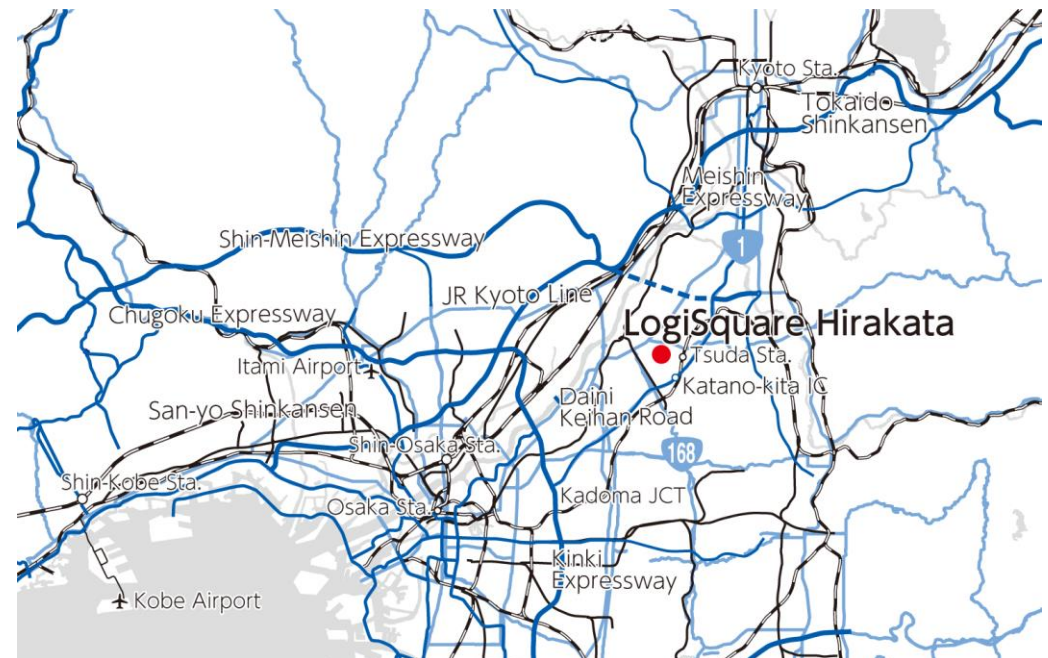 Kyoto Sta.
Tokaido
Shinkansen
Meishin
Expressway
Shin-Meishin Expressway
1
JR Kyoto Line
Chugoku Expressway
LogiSquare Hirakata
Itami Airport
Tsuda Sta.
Katano-kita IC
Daini
Keihan Road
San-yo Shinkansen
Shin-Osaka Sta.
168
Shin-Kobe Sta.
Kadoma JCT
Osaka Sta.
Kinki
Expressway
Kobe Airport